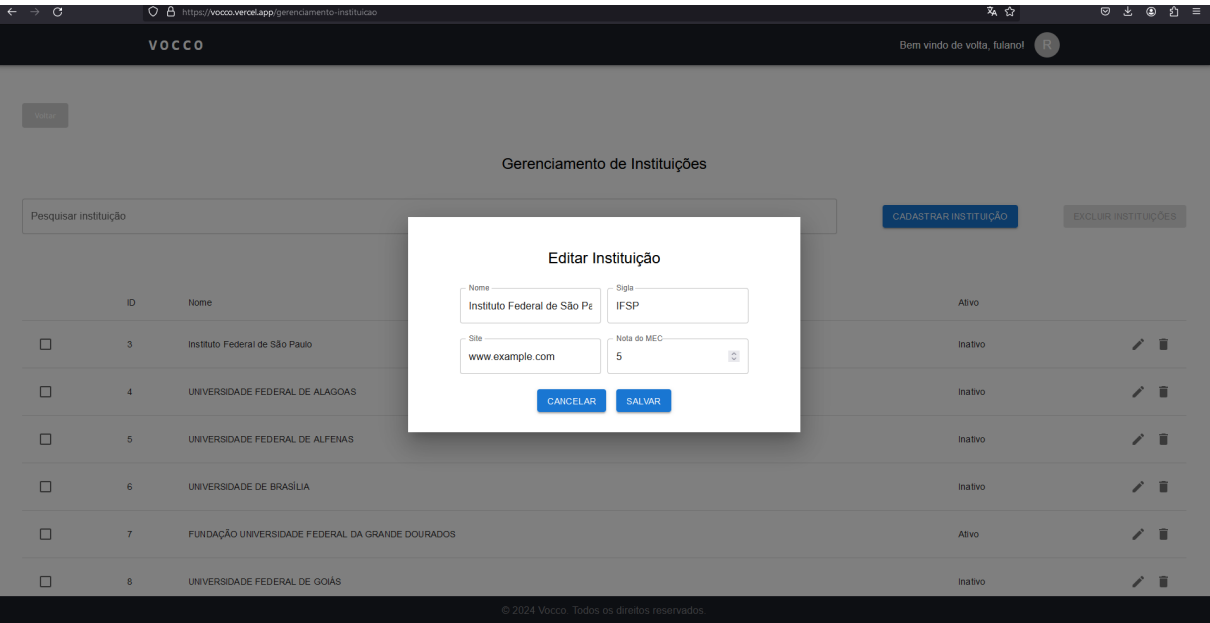 https://vocco.vercel.app/gerenciamento-instituicao
VOCCO
Bem vindo de volta, fulano!
R
Voltar
Gerenciamento de Instituições
Pesquisar instituição
CADASTRAR INSTITUIÇÃO
EXCLUIR INSTITUIÇÕES
Editar Instituição
Nome
Sigla
Instituto Federal de São Pa
IFSP
Site
Nota do MEC
www.example.com
5
CANCELAR
SALVAR
ID
Nome
Ativo
3
Instituto Federal de São Paulo
Inativo
4
UNIVERSIDADE FEDERAL DE ALAGOAS
Inativo
5
UNIVERSIDADE FEDERAL DE ALFENAS
Inativo
6
UNIVERSIDADE DE BRASÍLIA
Inativo
7
FUNDAÇÃO UNIVERSIDADE FEDERAL DA GRANDE DOURADOS
Ativo
8
UNIVERSIDADE FEDERAL DE GOIÁS
Inativo
© 2024 Vocco. Todos os direitos reservados.